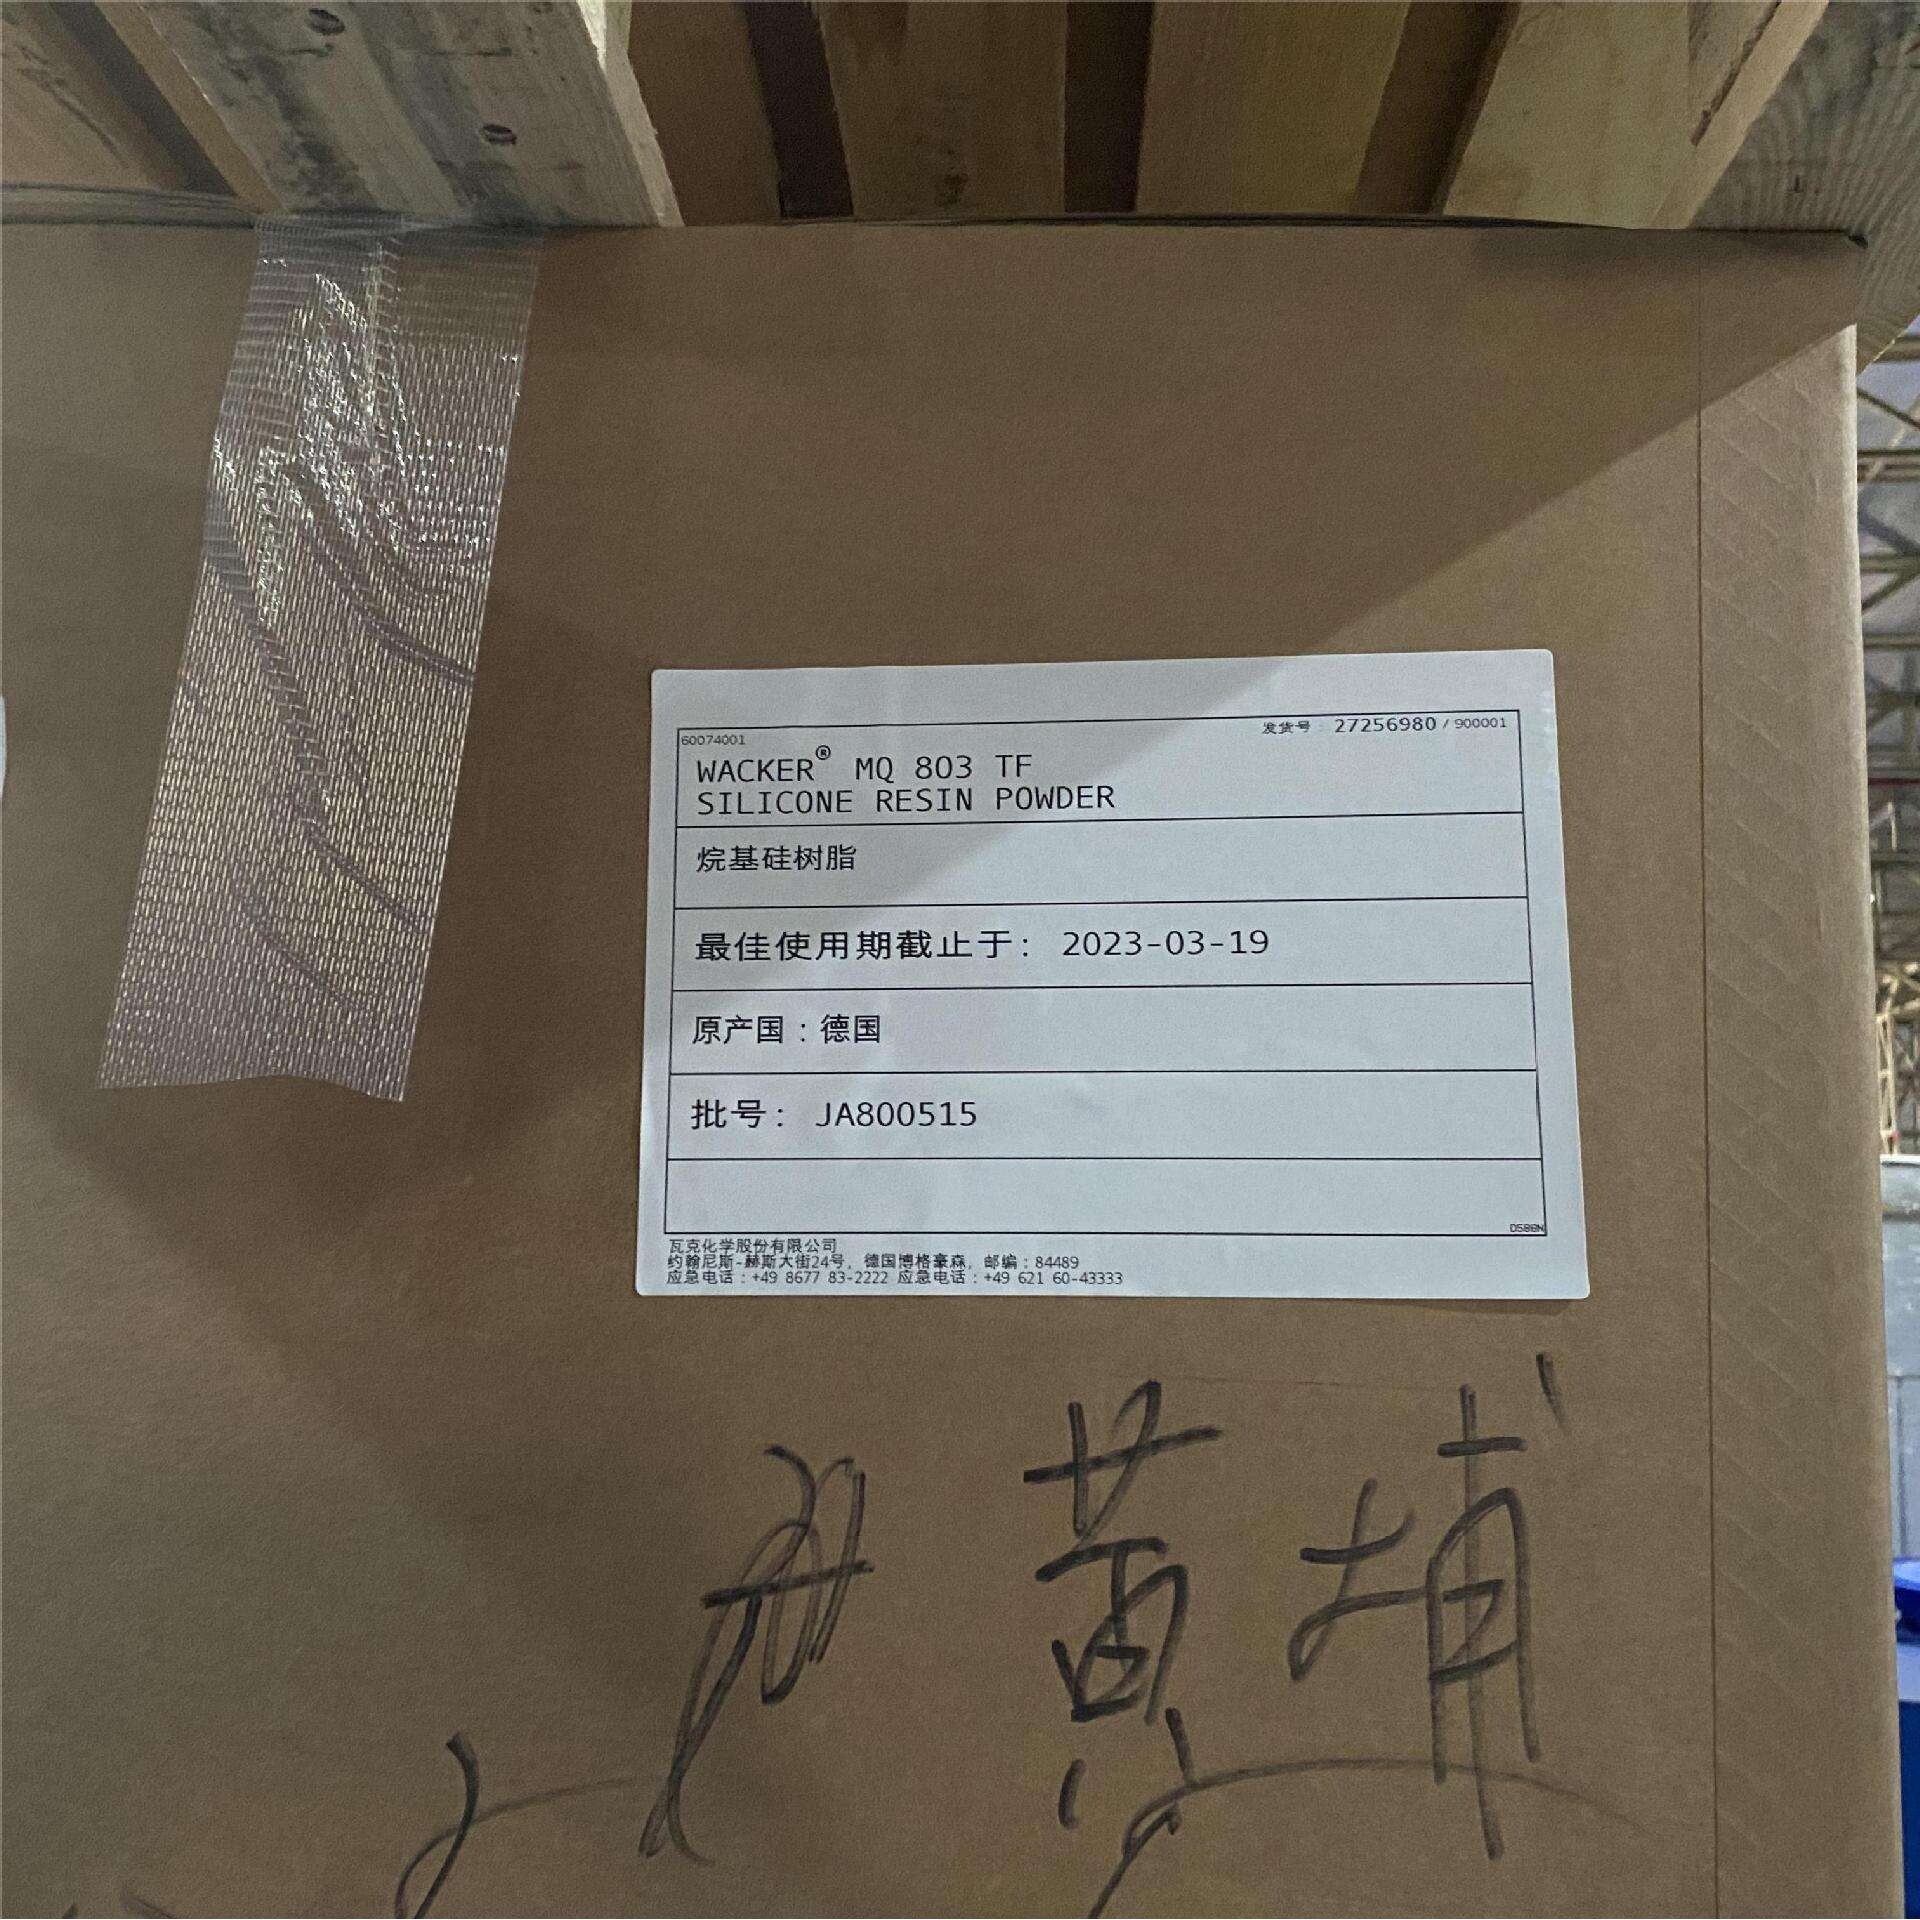 60074001
发货号 27256980 / 900001
WACKER® MQ 803 TF
SILICONE RESIN POWDER
烷基硅树脂
最佳使用期截止于: 2023-03-19
原产国:德国
批号: JA800515
瓦克化学股份有限公司
约翰尼斯-赫斯大街24号, 德国博格豪森, 邮编:84489
应急电话:+49 8677 83-2222 应急电话:+49 621 60-43333
黄埔